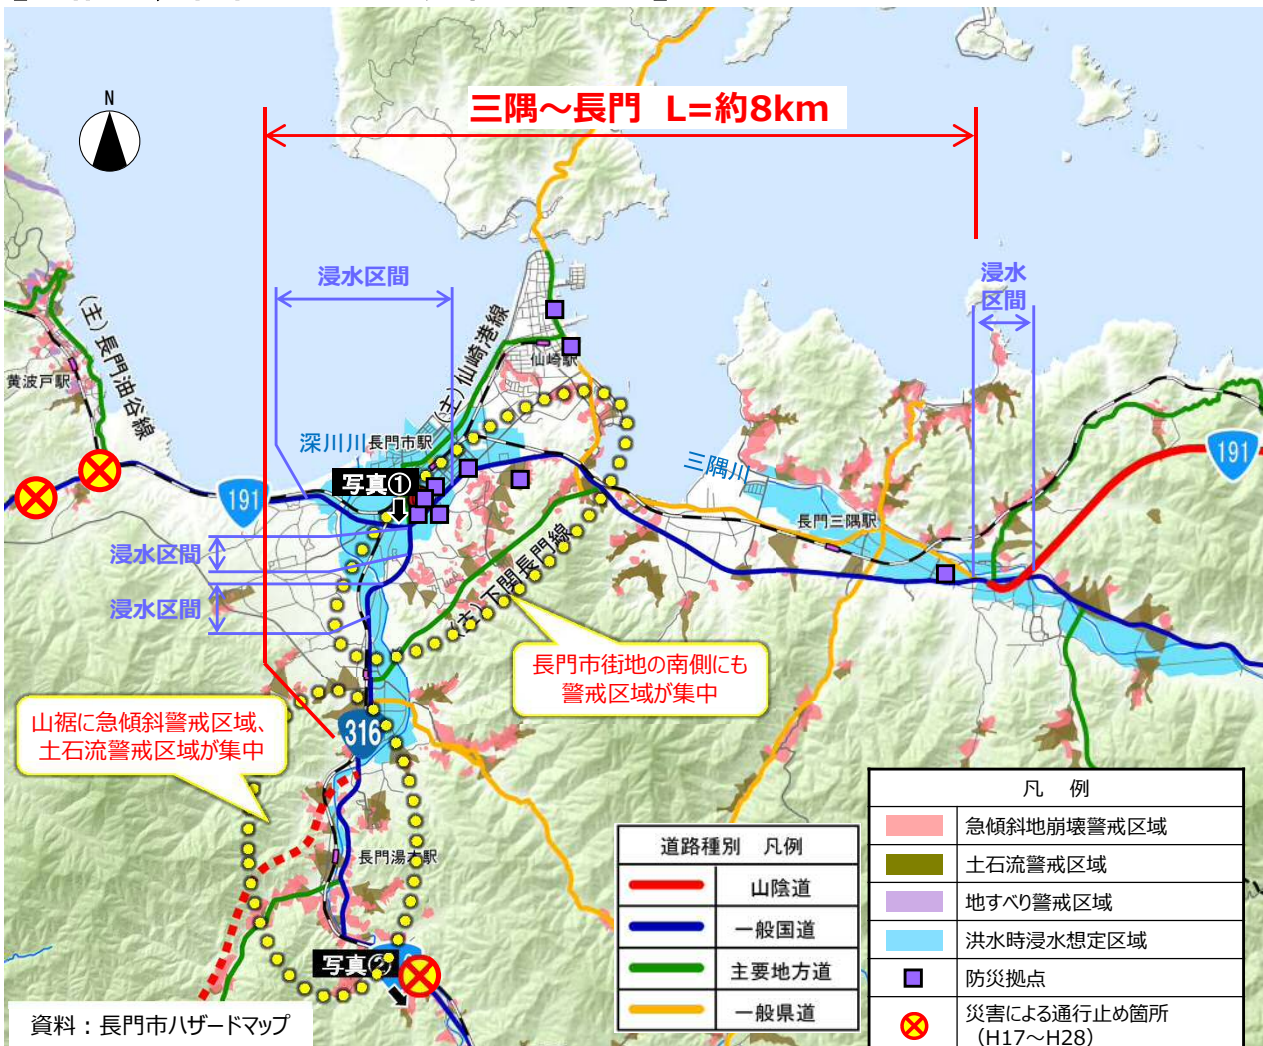 N
三隅～長門 L=約8km
浸水区間
浸水
区間
(主)仙崎港線
(主)長門油谷線
黄波戸駅
仙崎駅
深川川
長門市駅
写真①
191
191
三隅川
長門三隅駅
浸水区間
浸水区間
(主)下関長門線
長門市街地の南側にも
警戒区域が集中
山裾に急傾斜警戒区域、
土石流警戒区域が集中
316
長門湯本駅
写真②
資料：長門市ハザードマップ
道路種別 凡例
山陰道
一般国道
主要地方道
一般県道
凡 例
急傾斜地崩壊警戒区域
土石流警戒区域
地すべり警戒区域
洪水時浸水想定区域
防災拠点
災害による通行止め箇所
（H17～H28）